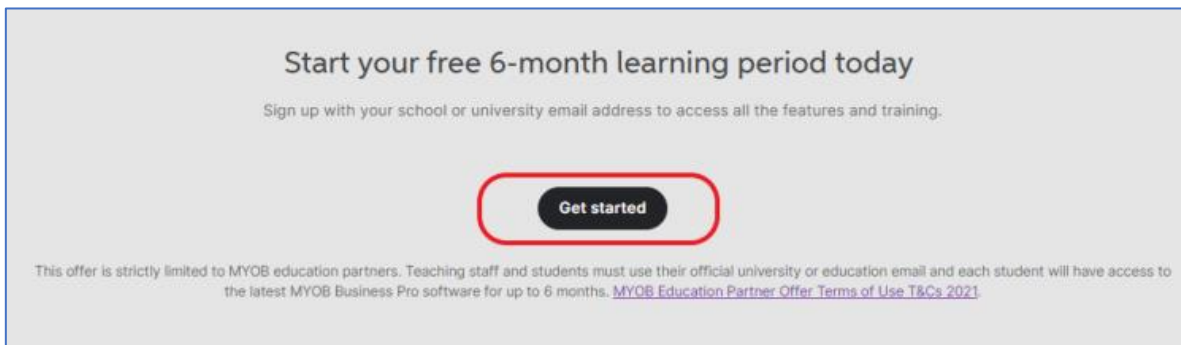 Start your free 6-month learning period today
Sign up with your school or university email address to access all the features and training.
Get started
This offer is strictly limited to MYOB education partners. Teaching staff and students must use their official university or education email and each student will have access to
the latest MYOB Business Pro software for up to 6 months. MYOB Education Partner Offer Terms of Use T&Cs 2021.